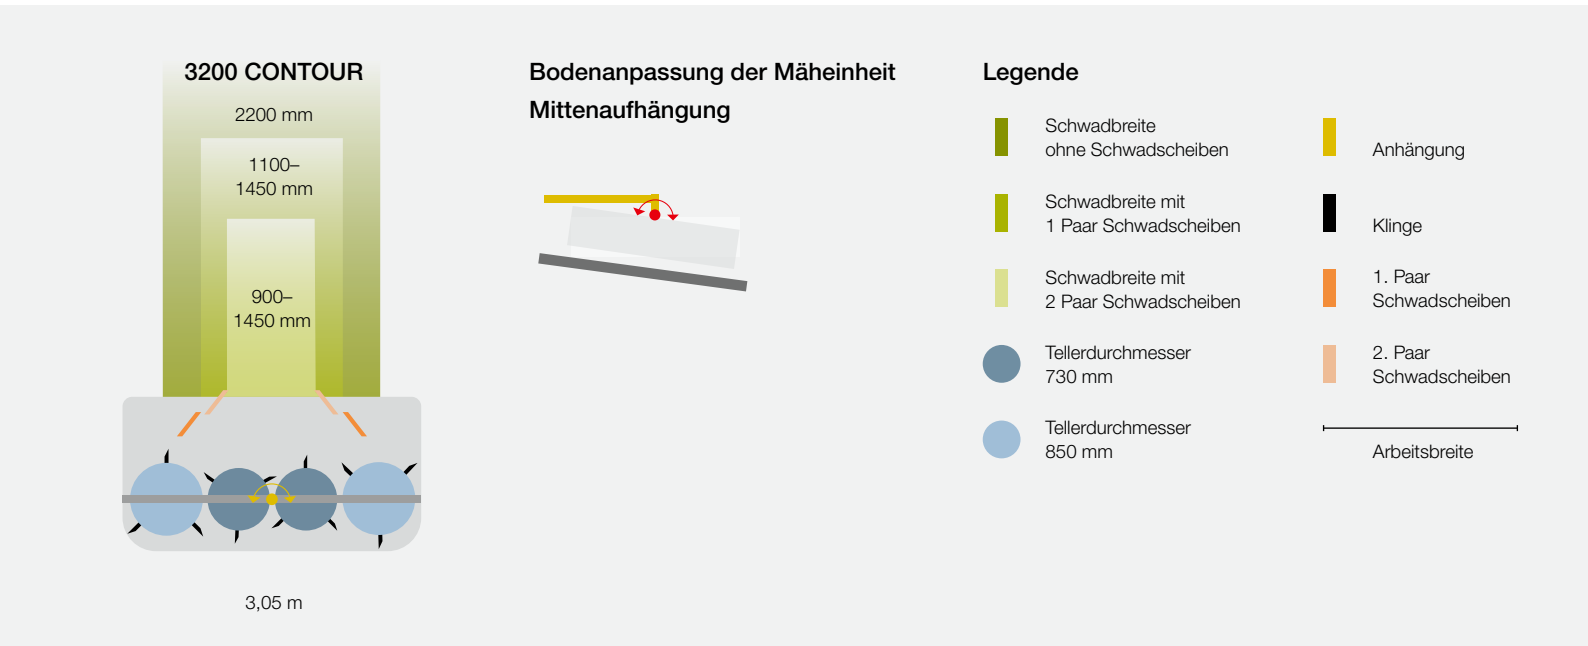 3200 CONTOUR
2200 mm
1100–
1450 mm
900–
1450 mm
3,05 m
Bodenanpassung der Mäheinheit
Mittenaufhängung
Legende
Schwadbreite
ohne Schwadscheiben
Schwadbreite mit
1 Paar Schwadscheiben
Schwadbreite mit
2 Paar Schwadscheiben
Tellerdurchmesser
730 mm
Tellerdurchmesser
850 mm
Anhängung
Klinge
1. Paar
Schwadscheiben
2. Paar
Schwadscheiben
Arbeitsbreite